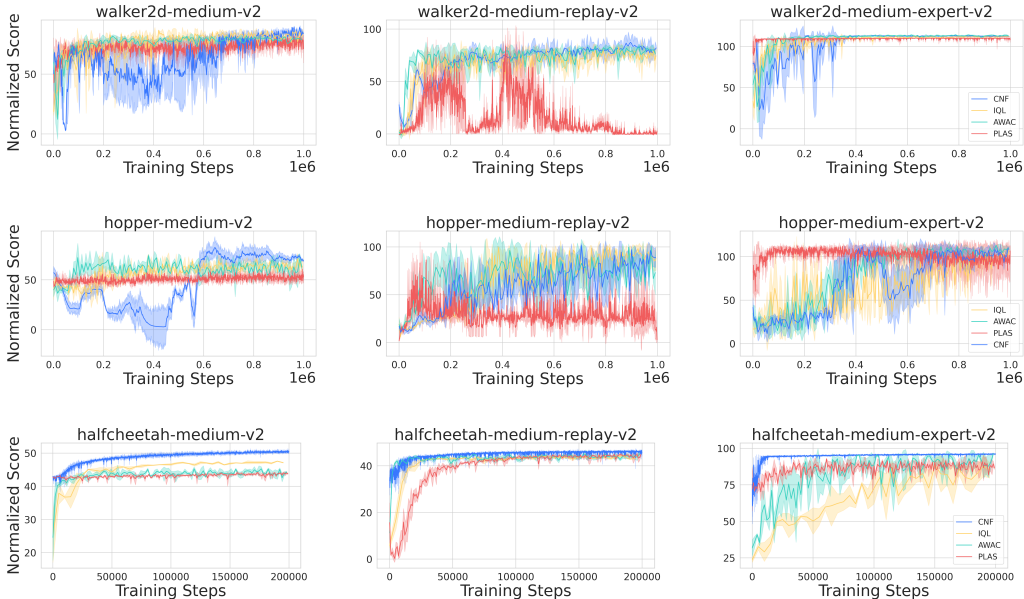 walker2d-medium-v2
walker2d-medium-replay-v2
walker2d-medium-expert-v2
Normalized Score
0
50
0
50
100
0
50
100
CNF
IQL
AWAC
PLAS
0.0 0.2 0.4 0.6 0.8 1.0
0.0 0.2 0.4 0.6 0.8 1.0
0.0 0.2 0.4 0.6 0.8 1.0
Training Steps 1e6
Training Steps 1e6
Training Steps 1e6
hopper-medium-v2
hopper-medium-replay-v2
hopper-medium-expert-v2
Normalized Score
0
50
0
50
100
0
50
100
IQL
AWAC
PLAS
CNF
0.0 0.2 0.4 0.6 0.8 1.0
0.0 0.2 0.4 0.6 0.8 1.0
0.0 0.2 0.4 0.6 0.8 1.0
Training Steps 1e6
Training Steps 1e6
Training Steps 1e6
halfcheetah-medium-v2
halfcheetah-medium-replay-v2
halfcheetah-medium-expert-v2
Normalized Score
50
40
30
20
40
20
0
100
75
50
25
CNF
IQL
AWAC
PLAS
0 50000 100000 150000 200000
0 50000 100000 150000 200000
0 50000 100000 150000 200000
Training Steps
Training Steps
Training Steps